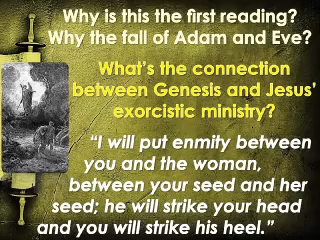 Why is this the first reading?
Why the fall of Adam and Eve?
What’s the connection
between Genesis and Jesus’
exorcistic ministry?
“I will put enmity between
you and the woman,
between your seed and her
seed; he will strike your head
and you will strike his heel.”